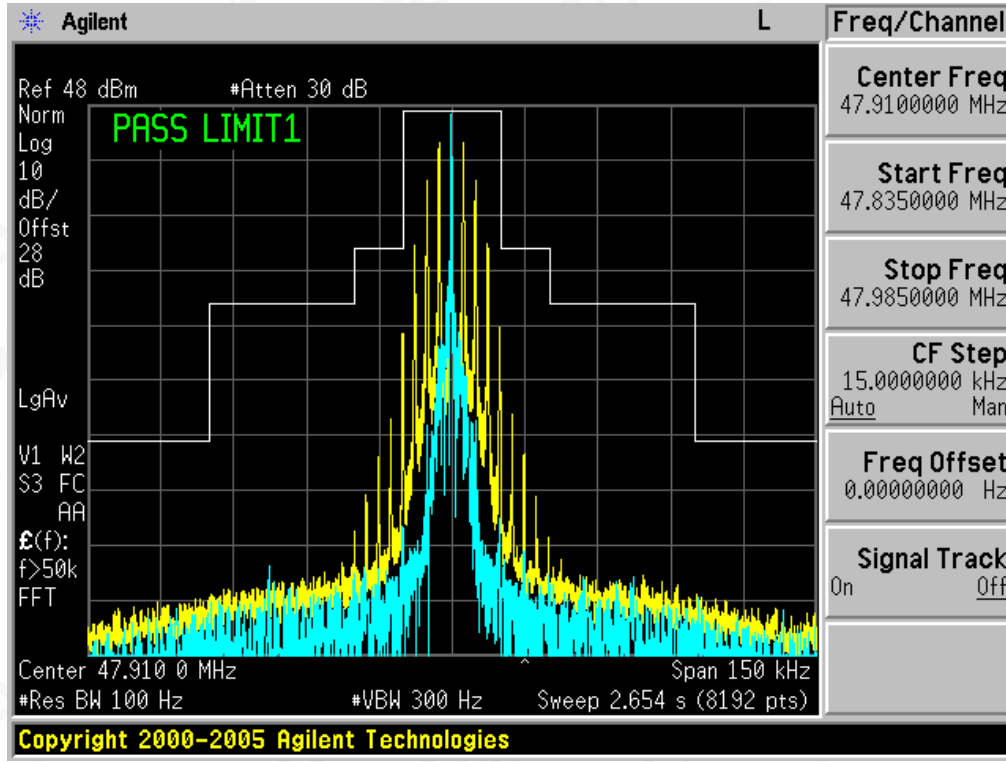 Agilent
L
Freq/Channel
Ref 48 dBm #Atten 30 dB
Norm
Log
10
dB/
Offst
28
dB
PASS LIMIT1
LgAv
V1 W2
S3 FC
AA
£(f):
f>50k
FFT
Center 47.910 0 MHz Span 150 kHz
#Res BW 100 Hz #VBW 300 Hz Sweep 2.654 s (8192 pts)
Copyright 2000-2005 Agilent Technologies
Center Freq
47.9100000 MHz
Start Freq
47.8350000 MHz
Stop Freq
47.9850000 MHz
CF Step
15.0000000 kHz
Auto Man
Freq Offset
0.00000000 Hz
Signal Track
On Off